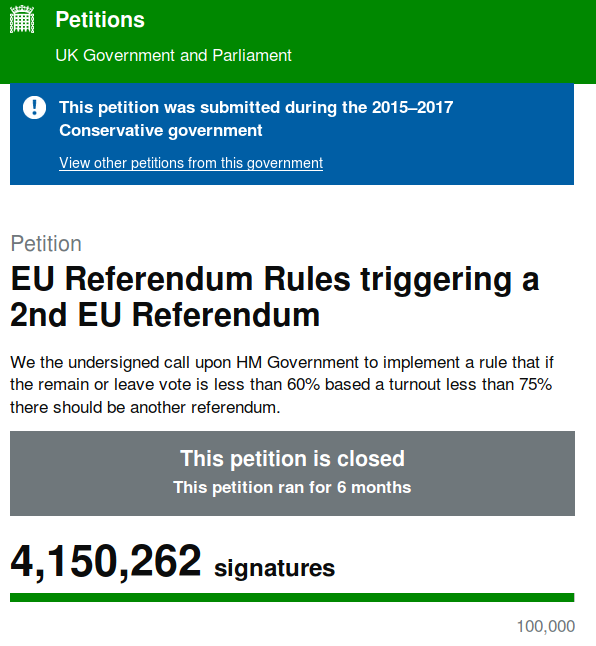 Petitions
UK Government and Parliament
This petition was submitted during the 2015–2017
Conservative government
View other petitions from this government
Petition
EU Referendum Rules triggering a
2nd EU Referendum
We the undersigned call upon HM Government to implement a rule that if
the remain or leave vote is less than 60% based a turnout less than 75%
there should be another referendum.
This petition is closed
This petition ran for 6 months
4,150,262 signatures
100,000